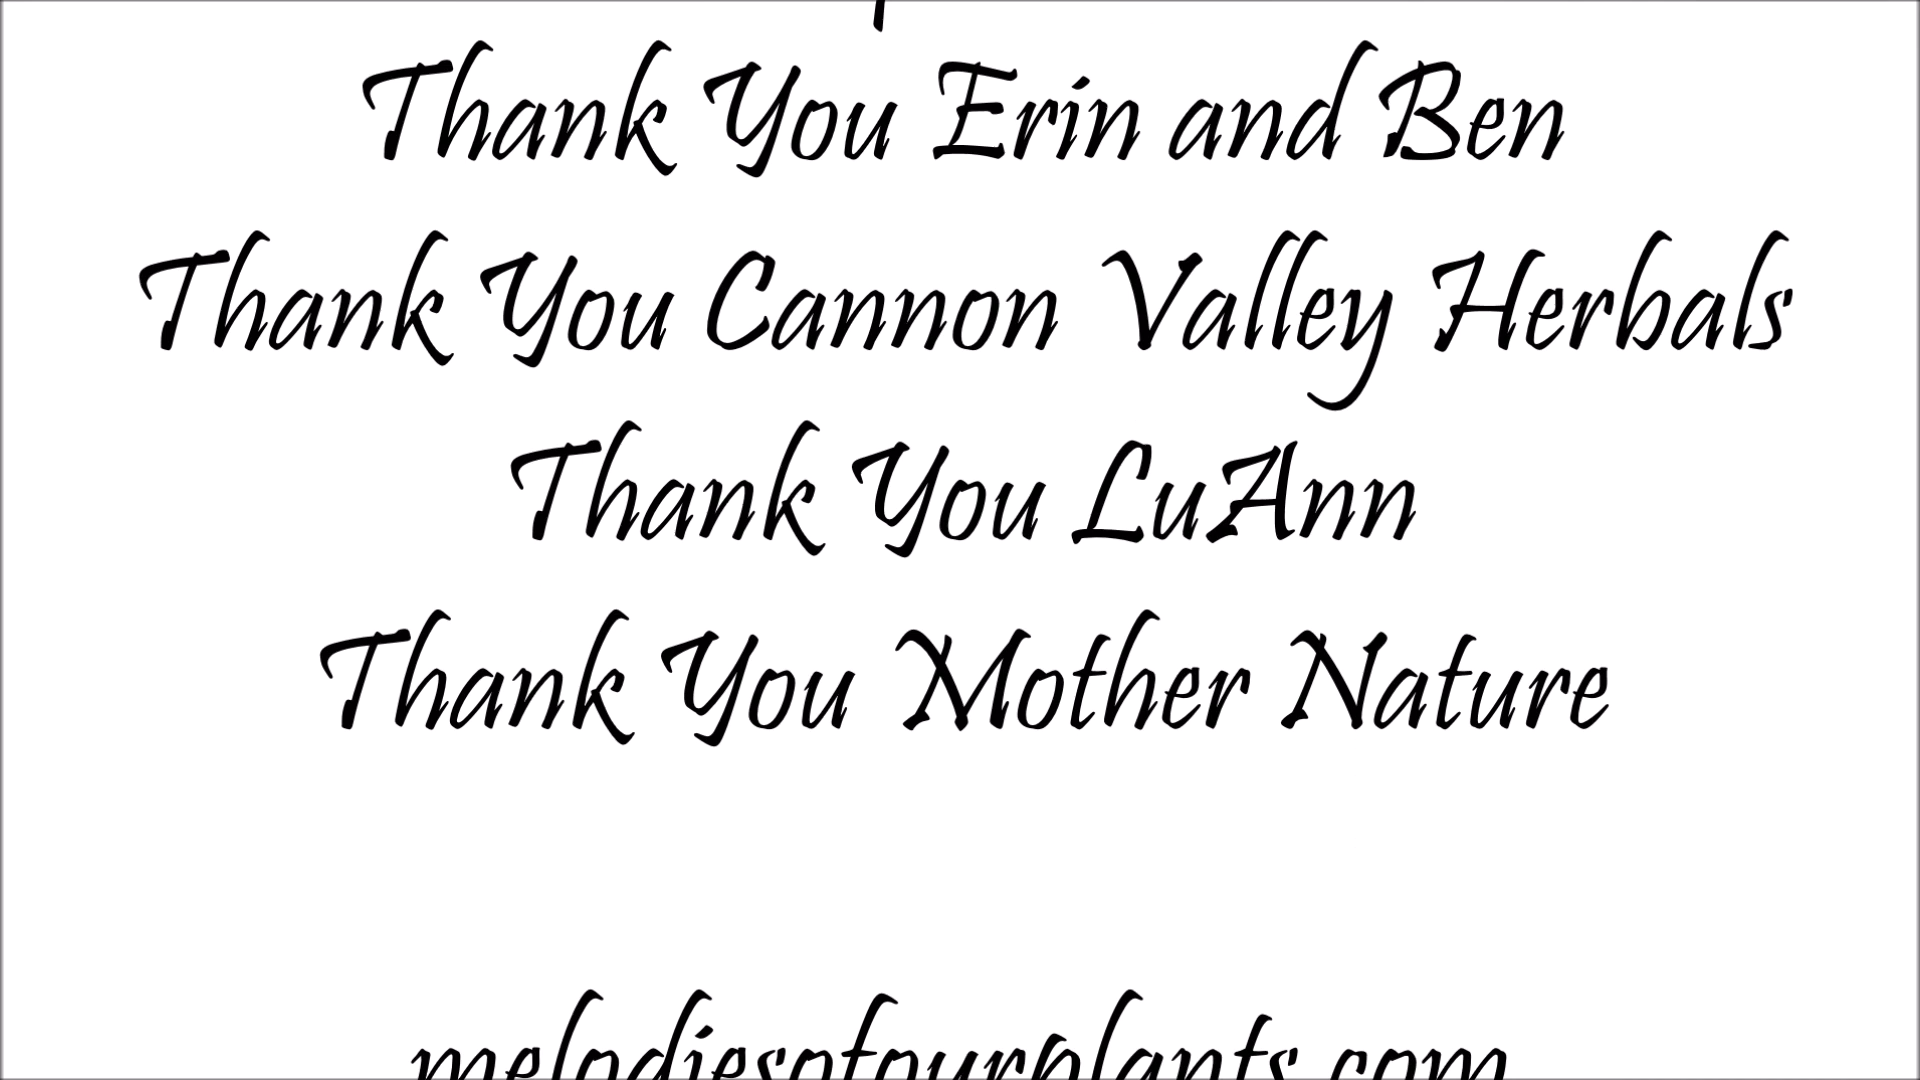 Thank You Erin and Ben
Thank You Cannon Valley Herbals
Thank You LuAnn
Thank You Mother Nature
melodiesofourplants.com